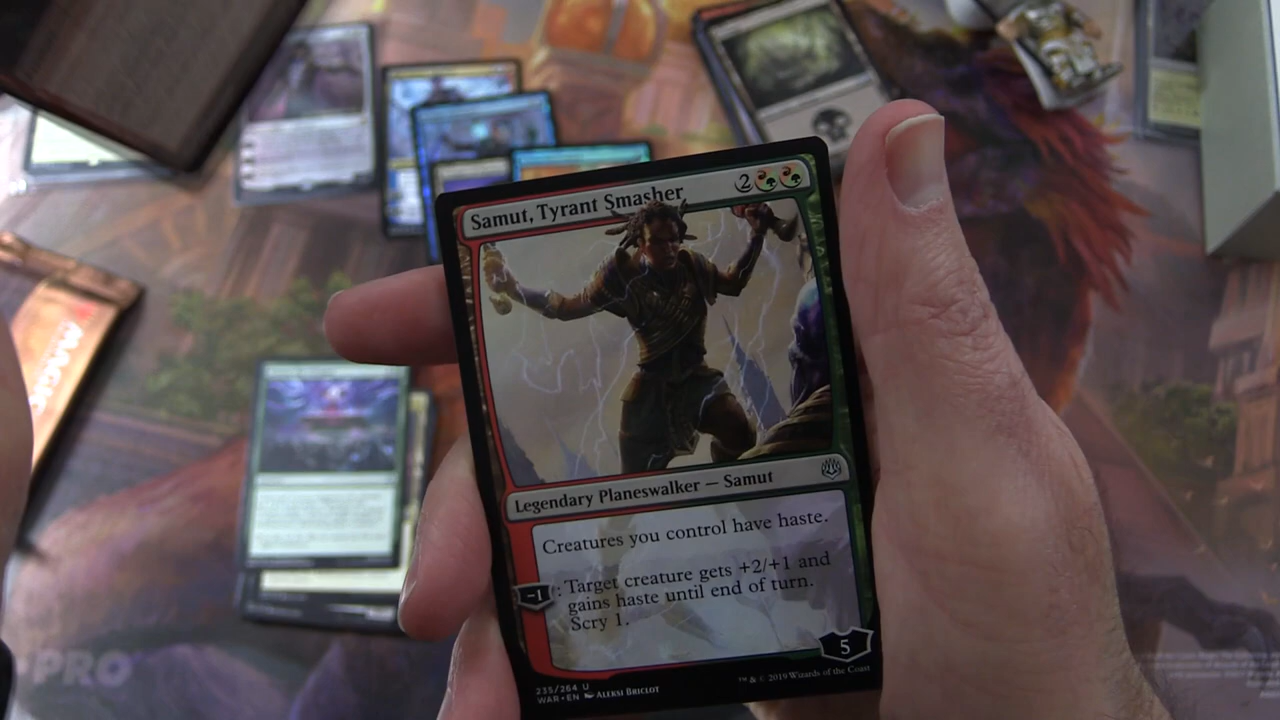 Samut, Tyrant Smasher 2
Legendary Planeswalker — Samut
Creatures you control have haste.
-1: Target creature gets +2/+1 and
gains haste until end of turn.
Scry 1.
5
235/264 U
WAR • EN ALEKSI BRICLOT
™ & © 2019 Wizards of the Coast
MAGIC
PRO